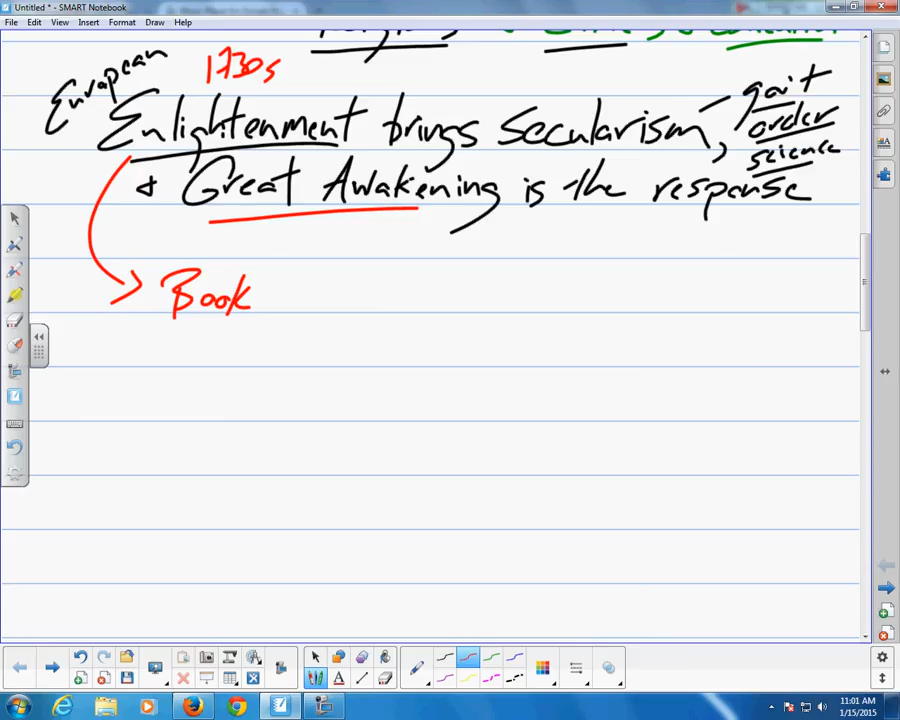 Untitled * - SMART Notebook
File Edit View Insert Format Draw Help
European
1730s
Enlightenment brings secularism,
gov't
order
science
+ Great Awakening is the response
Book
11:01 AM
1/15/2015